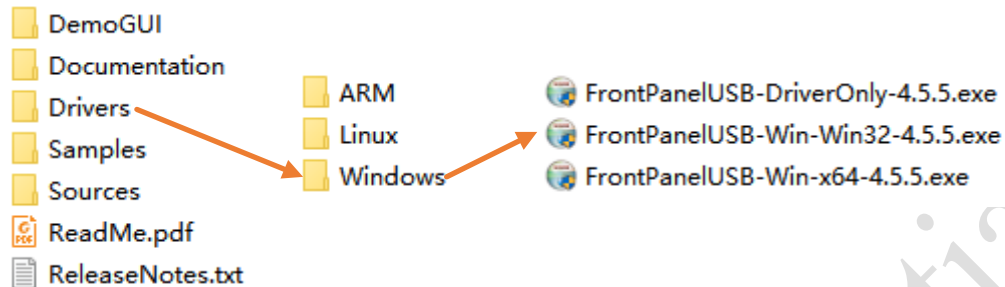 DemoGUI
Documentation
Drivers
Samples
Sources
ReadMe.pdf
ReleaseNotes.txt
ARM
Linux
Windows
FrontPanelUSB-DriverOnly-4.5.5.exe
FrontPanelUSB-Win-Win32-4.5.5.exe
FrontPanelUSB-Win-x64-4.5.5.exe